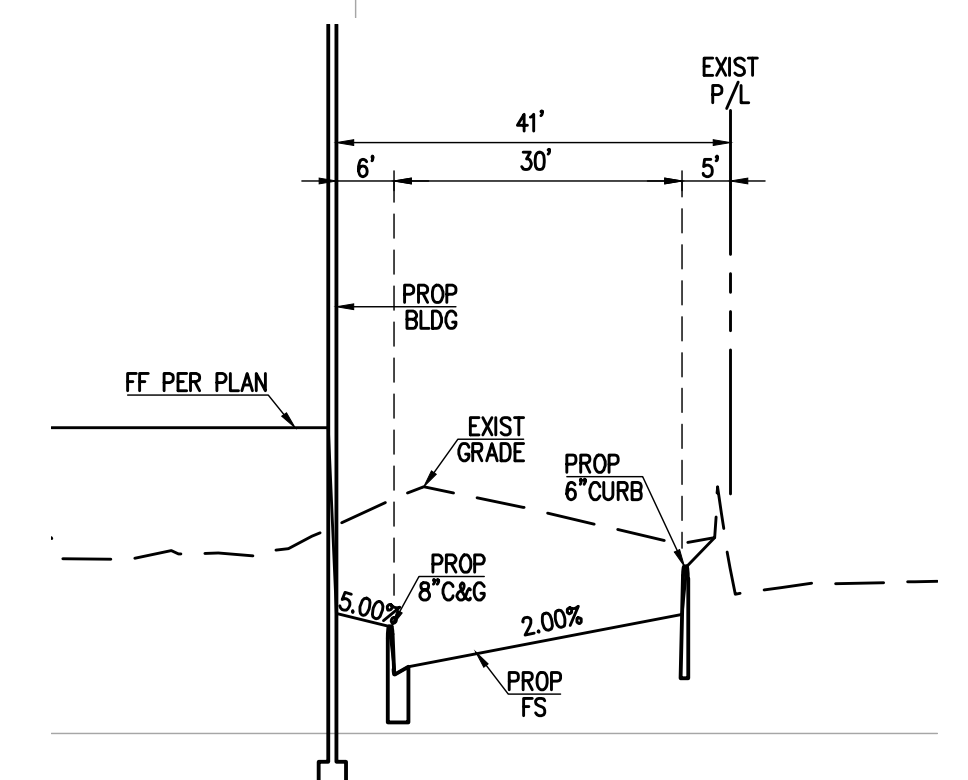 EXIST
P/L
41'
6'
30'
5'
PROP
BLDG
FF PER PLAN
EXIST
GRADE
PROP
6"CURB
PROP
8"C&G
5.00%
2.00%
PROP
FS